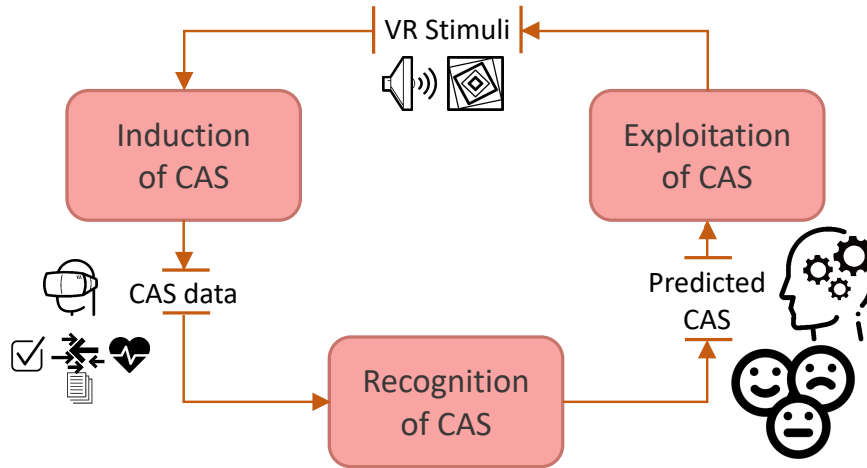 VR Stimuli
Induction
of CAS
Exploitation
of CAS
CAS data
Predicted
CAS
Recognition
of CAS